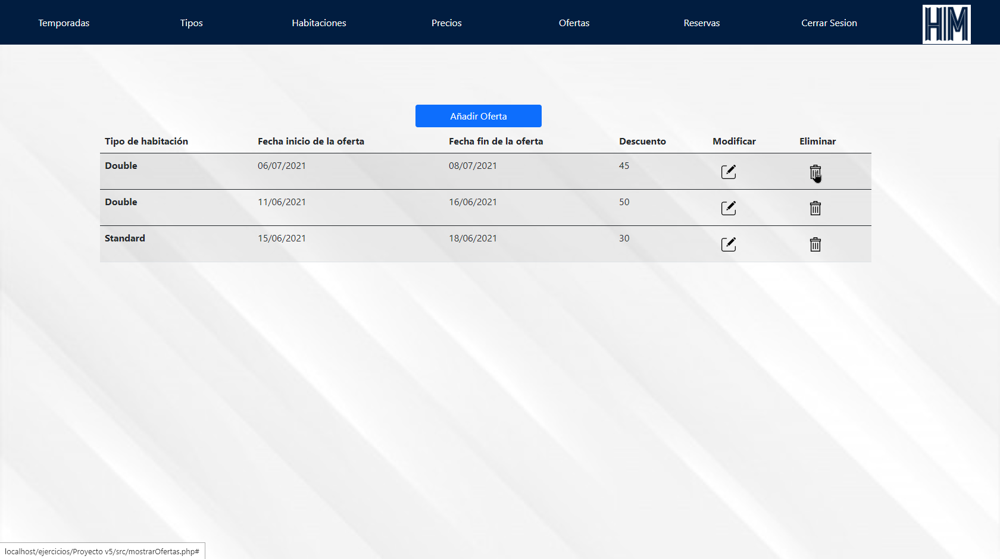 Temporadas Tipos Habitaciones Precios Ofertas Reservas Cerrar Sesion HIM
Añadir Oferta
Tipo de habitación Fecha inicio de la oferta Fecha fin de la oferta Descuento Modificar Eliminar
Double 06/07/2021 08/07/2021 45
Double 11/06/2021 16/06/2021 50
Standard 15/06/2021 18/06/2021 30
localhost/ejercicios/Proyecto v5/src/mostrarOfertas.php#